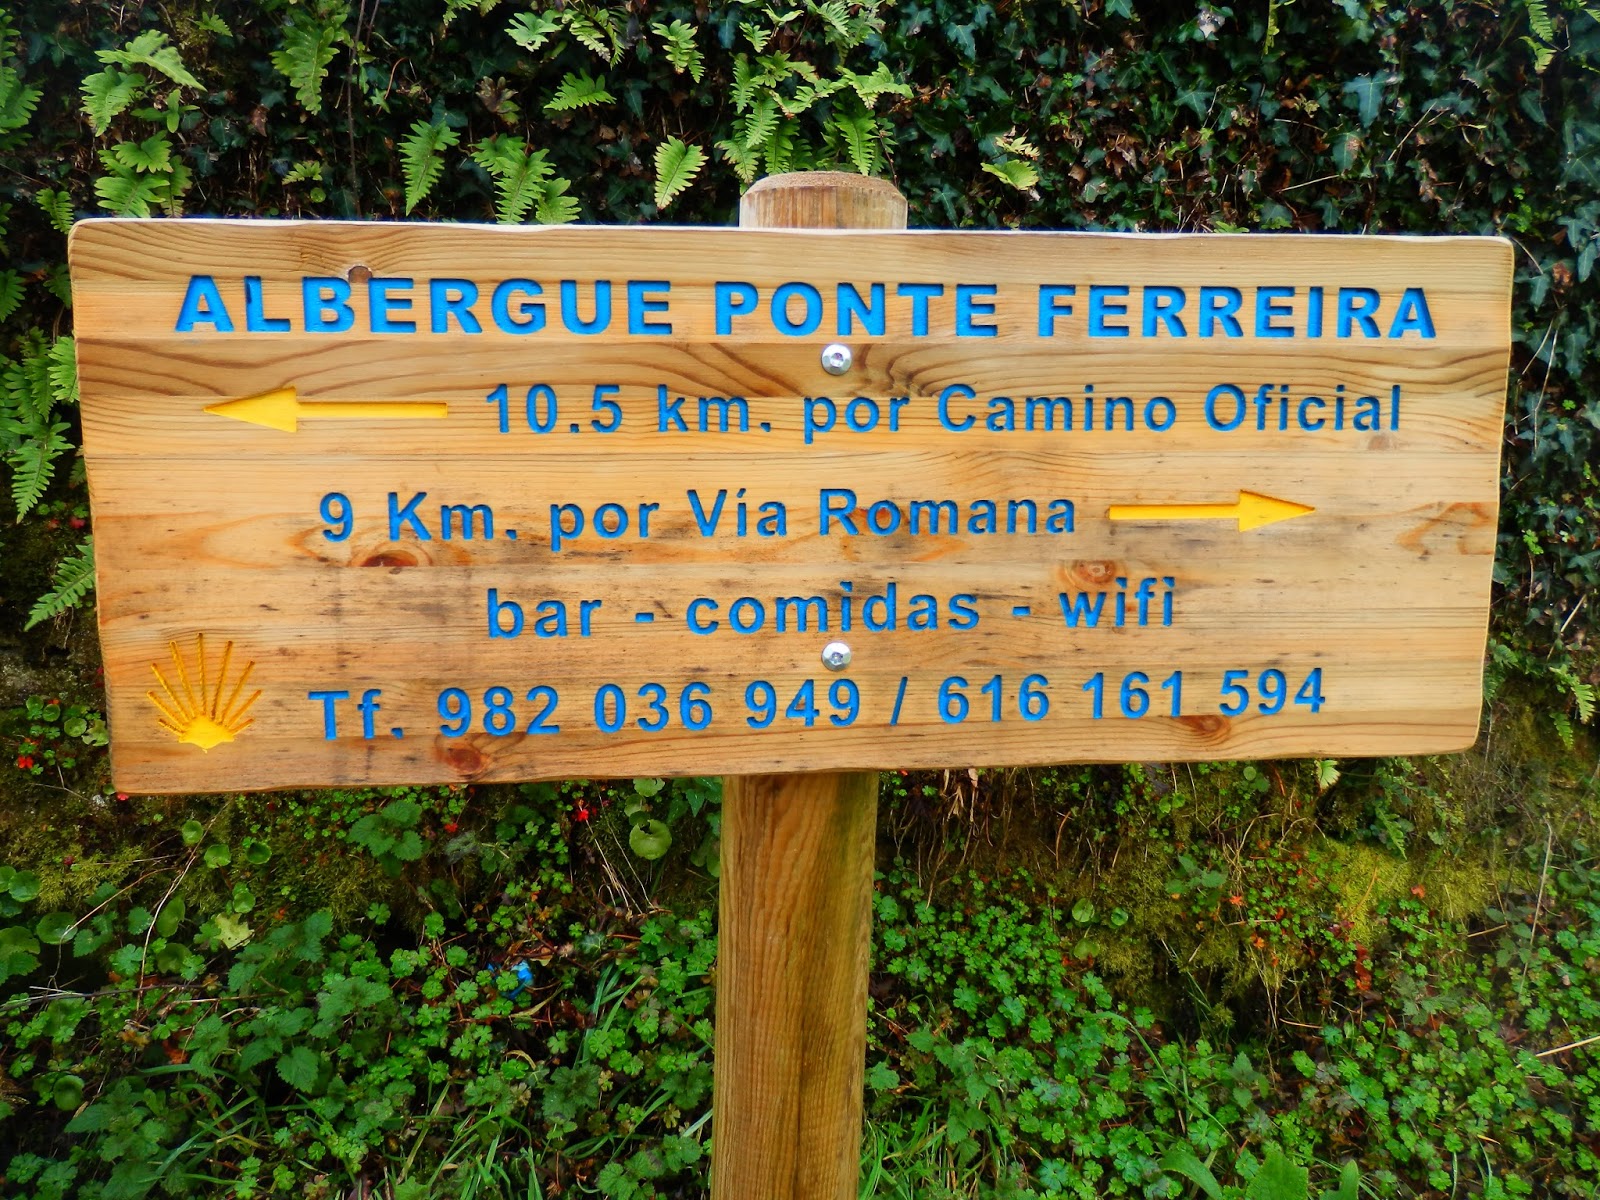 ALBERGUE PONTE FERREIRA
10.5 km. por Camino Oficial
9 Km. por Vía Romana
bar - comidas - wifi
Tf. 982 036 949 / 616 161 594